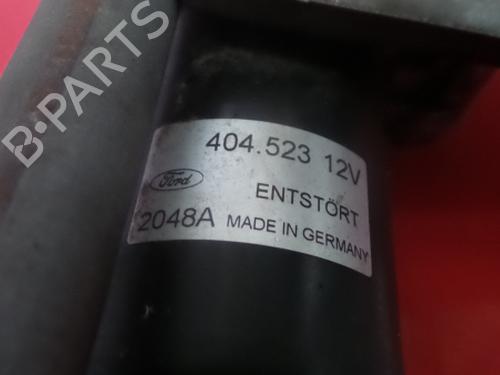 B-PARTS
404.523 12V
Ford
ENTSTÖRT
2048A MADE IN GERMANY